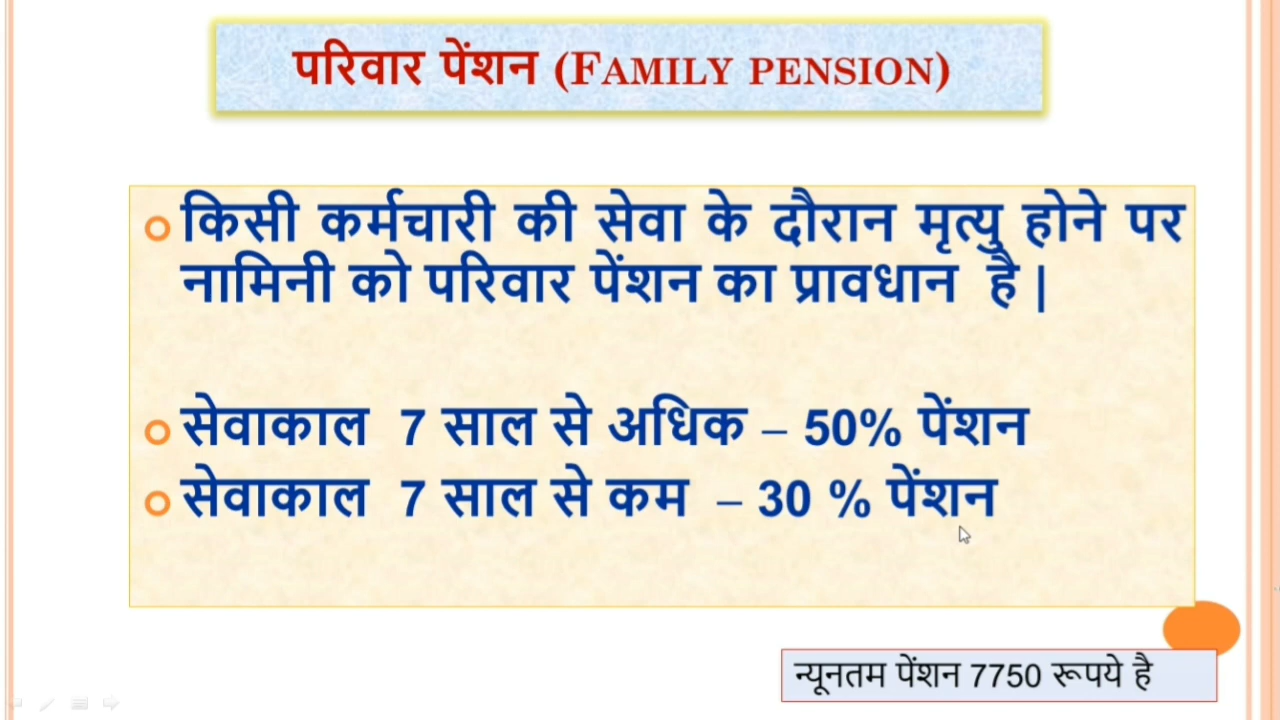 परिवार पेंशन (FAMILY PENSION)
किसी कर्मचारी की सेवा के दौरान मृत्यु होने पर
नामिनी को परिवार पेंशन का प्रावधान है |
सेवाकाल 7 साल से अधिक – 50% पेंशन
सेवाकाल 7 साल से कम – 30 % पेंशन
न्यूनतम पेंशन 7750 रूपये है